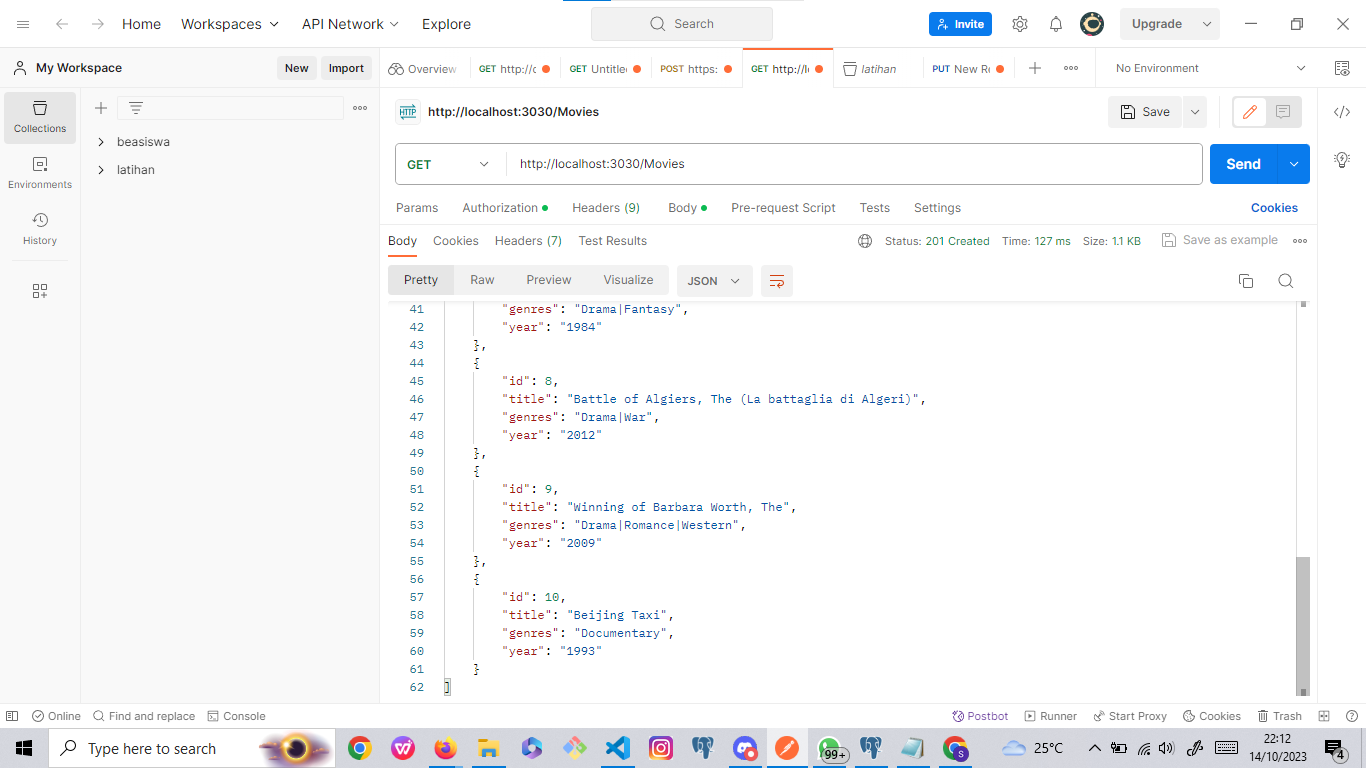 Home Workspaces API Network Explore Search Invite Upgrade
My Workspace New Import Overview GET http://c GET Untitle POST https: GET http://l latihan PUT New Re No Environment
Collections
Environments
History
beasiswa
latihan
HTTP http://localhost:3030/Movies Save
GET http://localhost:3030/Movies Send
Params Authorization Headers (9) Body Pre-request Script Tests Settings Cookies
Body Cookies Headers (7) Test Results Status: 201 Created Time: 127 ms Size: 1.1 KB Save as example
Pretty Raw Preview Visualize JSON
41 "genres": "Drama|Fantasy",
42 "year": "1984"
43 },
44 {
45 "id": 8,
46 "title": "Battle of Algiers, The (La battaglia di Algeri)",
47 "genres": "Drama|War",
48 "year": "2012"
49 },
50 {
51 "id": 9,
52 "title": "Winning of Barbara Worth, The",
53 "genres": "Drama|Romance|Western",
54 "year": "2009"
55 },
56 {
57 "id": 10,
58 "title": "Beijing Taxi",
59 "genres": "Documentary",
60 "year": "1993"
61 }
62 ]
Online Find and replace Console Postbot Runner Start Proxy Cookies Trash
Type here to search 99+ S 25°C 22:12
14/10/2023 4